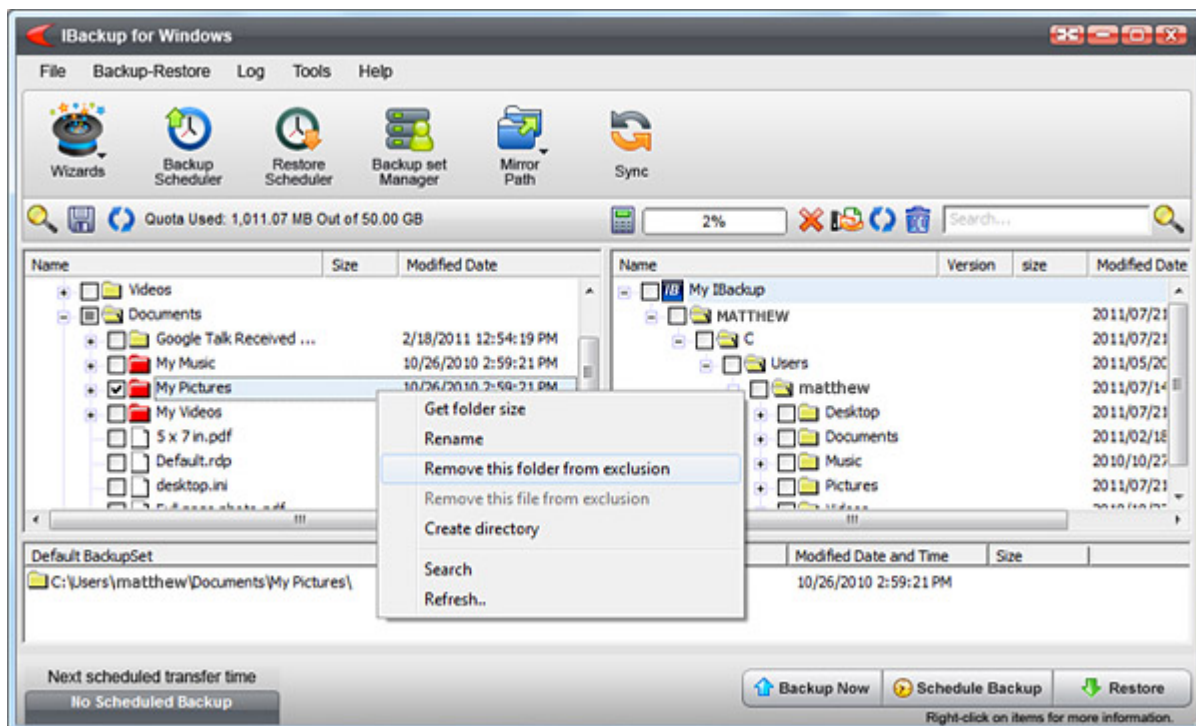 IBackup for Windows
File Backup-Restore Log Tools Help
Wizards
Backup Scheduler
Restore Scheduler
Backup set Manager
Mirror Path
Sync
Quota Used: 1,011.07 MB Out of 50.00 GB
2%
Search...
Name Size Modified Date
Videos
Documents
Google Talk Received ... 2/18/2011 12:54:19 PM
My Music 10/26/2010 2:59:21 PM
My Pictures 10/26/2010 2:59:21 PM
My Videos
5 x 7 in.pdf
Default.rdp
desktop.ini
Name Version size Modified Date
My IBackup
MATTHEW 2011/07/21
C 2011/07/21
Users 2011/05/20
matthew 2011/07/14
Desktop 2011/07/21
Documents 2011/02/18
Music 2010/10/27
Pictures 2011/07/21
Get folder size
Rename
Remove this folder from exclusion
Remove this file from exclusion
Create directory
Search
Refresh..
Default BackupSet Modified Date and Time Size
C:\Users\matthew\Documents\My Pictures\ 10/26/2010 2:59:21 PM
Next scheduled transfer time
No Scheduled Backup
Backup Now Schedule Backup Restore
Right-click on items for more information.